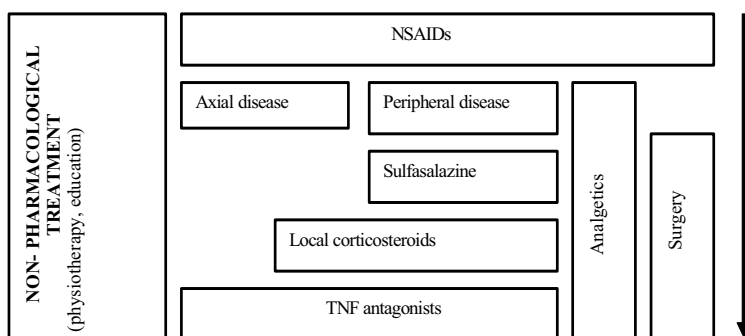 NON- PHARMACOLOGICAL
TREATMENT
(physiotherapy, education)
NSAIDs
Axial disease
Peripheral disease
Sulfasalazine
Local corticosteroids
TNF antagonists
Analgetics
Surgery